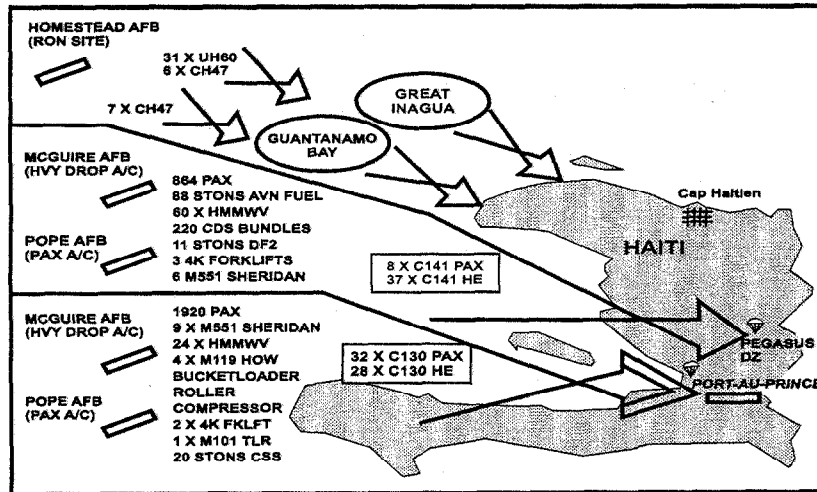 HOMESTEAD AFB
(RON SITE)
31 X UH60
6 X CH47
7 X CH47
GREAT
INAGUA
GUANTANAMO
BAY
MCGUIRE AFB
(HVY DROP A/C)
POPE AFB
(PAX A/C)
864 PAX
88 STONS AVN FUEL
60 X HMMWV
220 CDS BUNDLES
11 STONS DF2
3 4K FORKLIFTS
6 M551 SHERIDAN
8 X C141 PAX
37 X C141 HE
Cap Haitien
HAITI
PEGASUS
DZ
MCGUIRE AFB
(HVY DROP A/C)
POPE AFB
(PAX A/C)
1920 PAX
9 X M551 SHERIDAN
24 X HMMWV
4 X M119 HOW
BUCKETLOADER
ROLLER
COMPRESSOR
2 X 4K FKLFT
1 X M101 TLR
20 STONS CSS
32 X C130 PAX
28 X C130 HE
PORT-AU-PRINCE